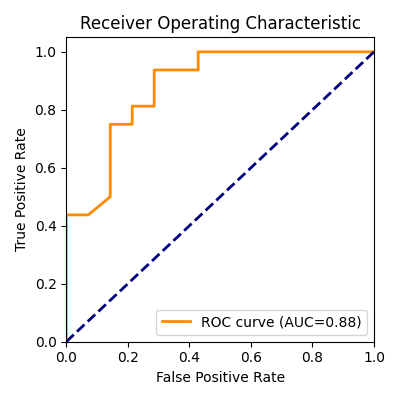 Receiver Operating Characteristic
True Positive Rate
1.0
0.8
0.6
0.4
0.2
0.0
ROC curve (AUC=0.88)
0.0 0.2 0.4 0.6 0.8 1.0
False Positive Rate